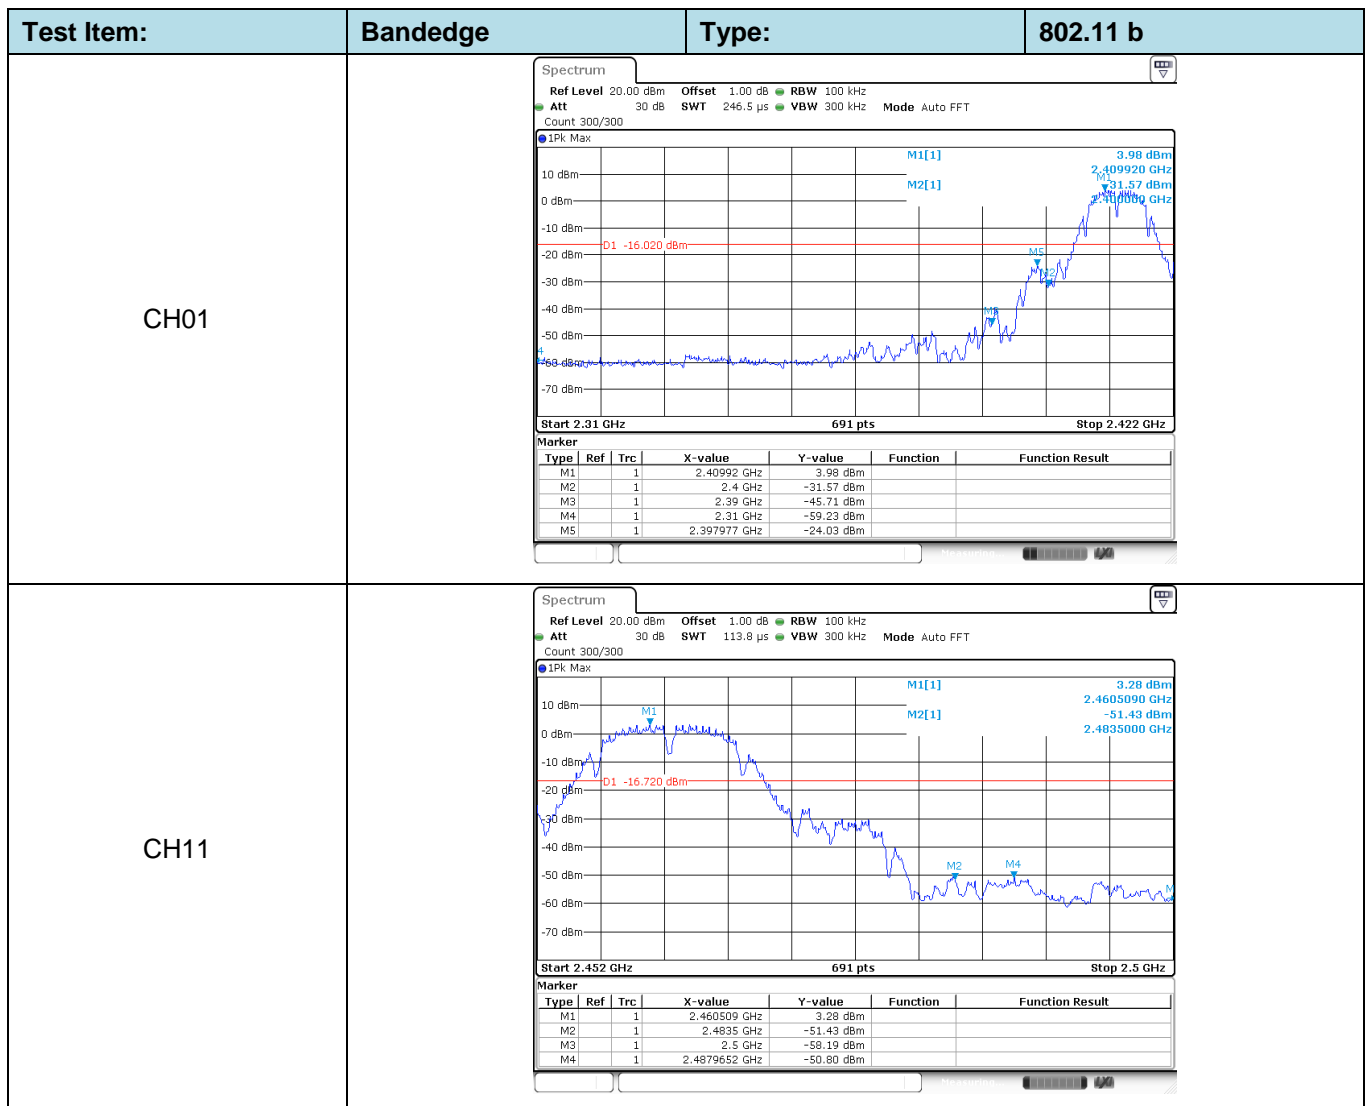 Test Item: Bandedge Type: 802.11 b
CH01
Spectrum
Ref Level 20.00 dBm Offset 1.00 dB RBW 100 kHz
Att 30 dB SWT 246.5 µs VBW 300 kHz Mode Auto FFT
Count 300/300
1Pk Max
M1[1] 3.98 dBm
2.409920 GHz
M1
M2[1] -31.57 dBm
2.400000 GHz
10 dBm
0 dBm
-10 dBm
D1 -16.020 dBm
-20 dBm
M5
M2
-30 dBm
-40 dBm
M3
-50 dBm
-60 dBm
-70 dBm
Start 2.31 GHz 691 pts Stop 2.422 GHz
Marker
Type Ref Trc X-value Y-value Function Function Result
M1 1 2.40992 GHz 3.98 dBm
M2 1 2.4 GHz -31.57 dBm
M3 1 2.39 GHz -45.71 dBm
M4 1 2.31 GHz -59.23 dBm
M5 1 2.397977 GHz -24.03 dBm
Measuring...
CH11
Spectrum
Ref Level 20.00 dBm Offset 1.00 dB RBW 100 kHz
Att 30 dB SWT 113.8 µs VBW 300 kHz Mode Auto FFT
Count 300/300
1Pk Max
M1[1] 3.28 dBm
2.4605090 GHz
M2[1] -51.43 dBm
2.4835000 GHz
10 dBm
M1
0 dBm
-10 dBm
D1 -16.720 dBm
-20 dBm
-30 dBm
-40 dBm
M2 M4
-50 dBm
M
-60 dBm
-70 dBm
Start 2.452 GHz 691 pts Stop 2.5 GHz
Marker
Type Ref Trc X-value Y-value Function Function Result
M1 1 2.460509 GHz 3.28 dBm
M2 1 2.4835 GHz -51.43 dBm
M3 1 2.5 GHz -58.19 dBm
M4 1 2.4879652 GHz -50.80 dBm
Measuring...